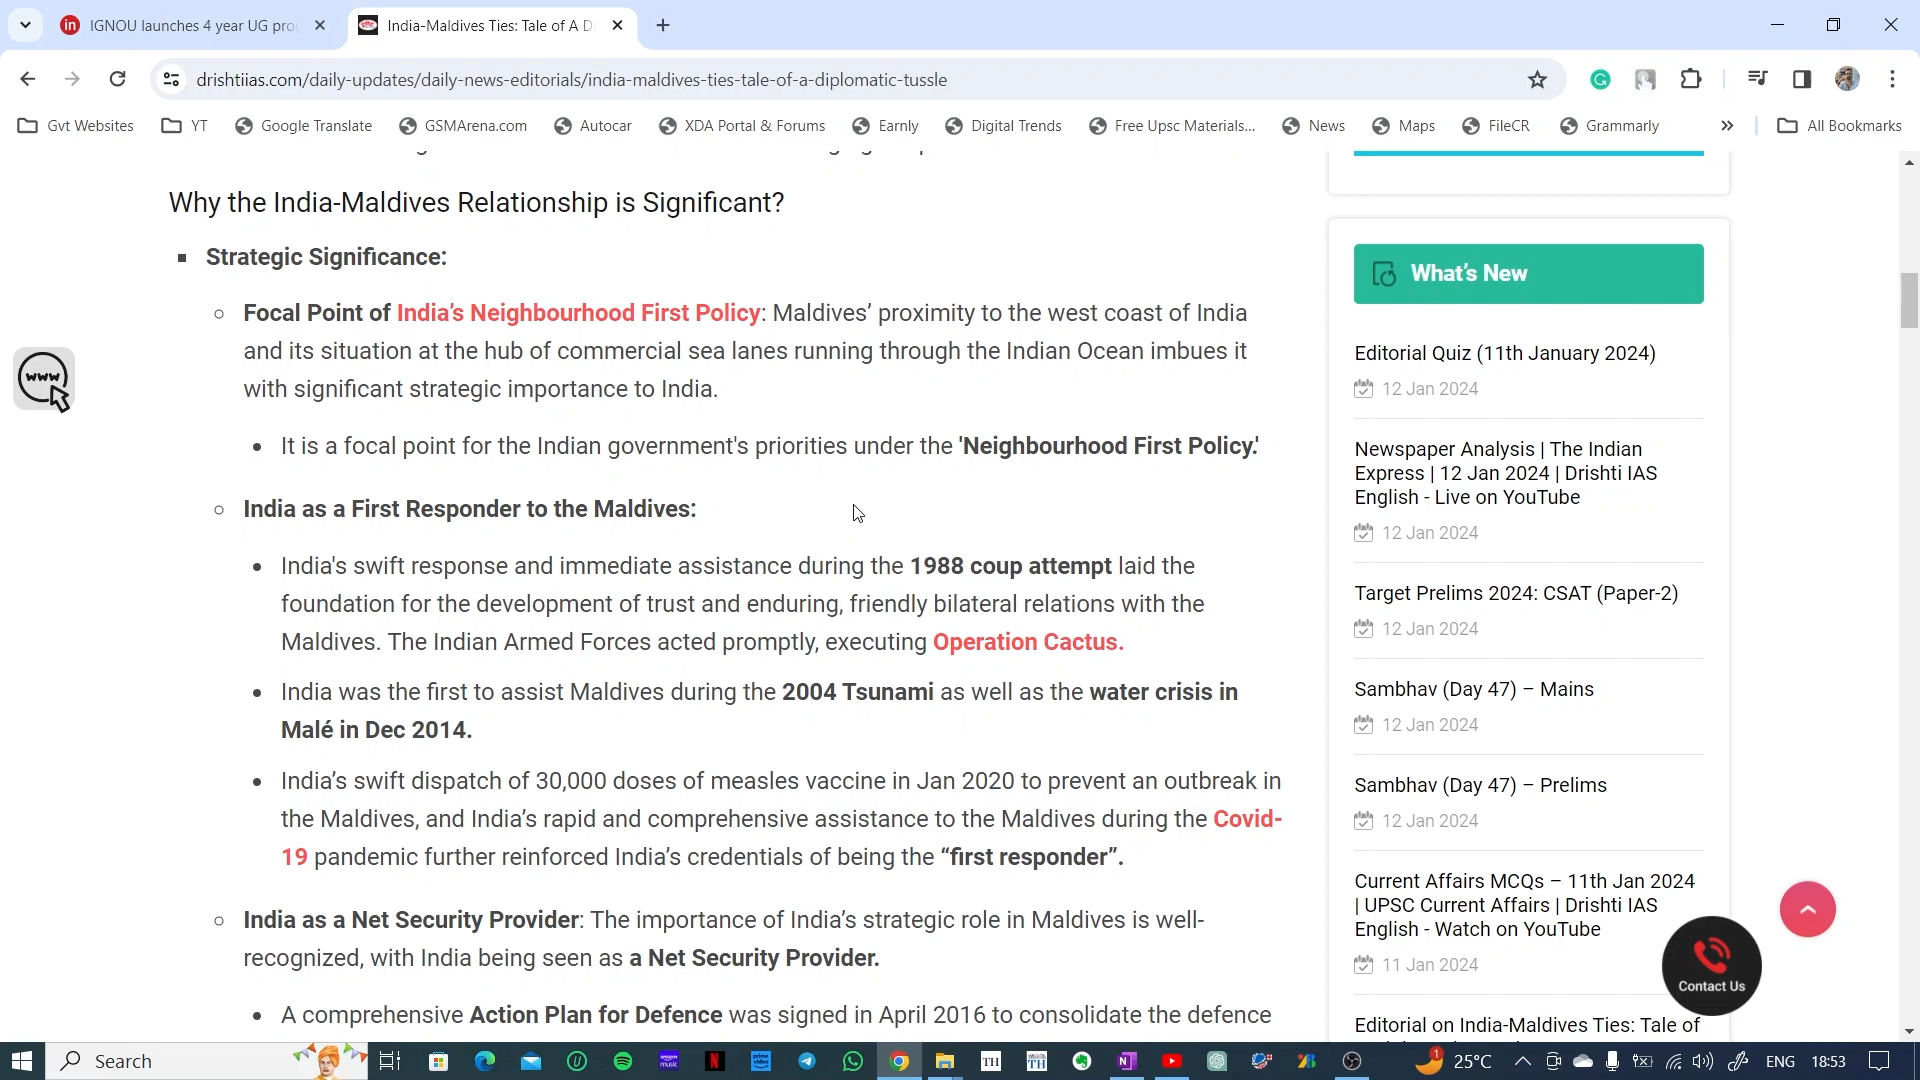 IGNOU launches 4 year UG pro
India-Maldives Ties: Tale of A D
drishtiias.com/daily-updates/daily-news-editorials/india-maldives-ties-tale-of-a-diplomatic-tussle
Gvt Websites
YT
Google Translate
GSMArena.com
Autocar
XDA Portal & Forums
Earnly
Digital Trends
Free Upsc Materials...
News
Maps
FileCR
Grammarly
All Bookmarks
Why the India-Maldives Relationship is Significant?
Strategic Significance:
Focal Point of India's Neighbourhood First Policy: Maldives' proximity to the west coast of India
and its situation at the hub of commercial sea lanes running through the Indian Ocean imbues it
with significant strategic importance to India.
It is a focal point for the Indian government's priorities under the 'Neighbourhood First Policy.'
India as a First Responder to the Maldives:
India's swift response and immediate assistance during the 1988 coup attempt laid the
foundation for the development of trust and enduring, friendly bilateral relations with the
Maldives. The Indian Armed Forces acted promptly, executing Operation Cactus.
India was the first to assist Maldives during the 2004 Tsunami as well as the water crisis in
Malé in Dec 2014.
India's swift dispatch of 30,000 doses of measles vaccine in Jan 2020 to prevent an outbreak in
the Maldives, and India's rapid and comprehensive assistance to the Maldives during the Covid-
19 pandemic further reinforced India's credentials of being the "first responder".
India as a Net Security Provider: The importance of India's strategic role in Maldives is well-
recognized, with India being seen as a Net Security Provider.
A comprehensive Action Plan for Defence was signed in April 2016 to consolidate the defence
www
What's New
Editorial Quiz (11th January 2024)
12 Jan 2024
Newspaper Analysis | The Indian
Express | 12 Jan 2024 | Drishti IAS
English - Live on YouTube
12 Jan 2024
Target Prelims 2024: CSAT (Paper-2)
12 Jan 2024
Sambhav (Day 47) – Mains
12 Jan 2024
Sambhav (Day 47) – Prelims
12 Jan 2024
Current Affairs MCQs – 11th Jan 2024
| UPSC Current Affairs | Drishti IAS
English - Watch on YouTube
11 Jan 2024
Editorial on India-Maldives Ties: Tale of
Contact Us
Search
25°C
ENG
18:53